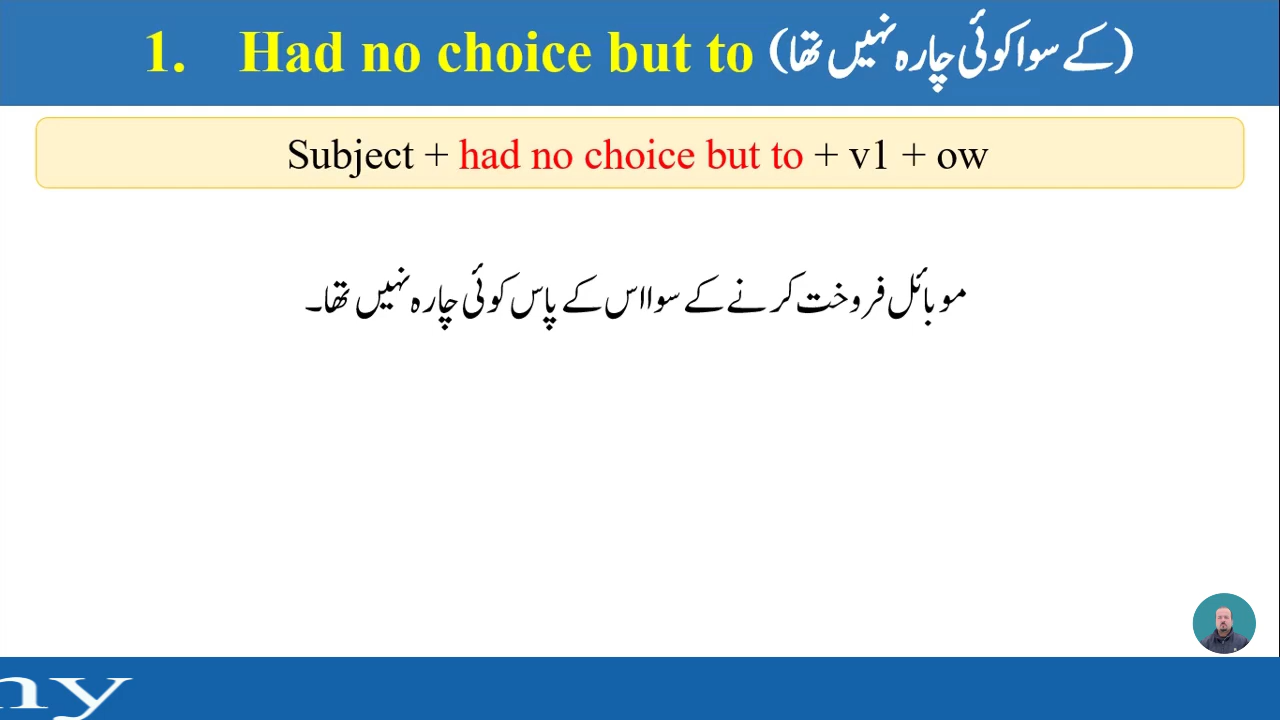 1. Had no choice but to (کے سوا کوئی چارہ نہیں تھا)
Subject + had no choice but to + v1 + ow
موبائل فروخت کرنے کے سوا اس کے پاس کوئی چارہ نہیں تھا۔
ny